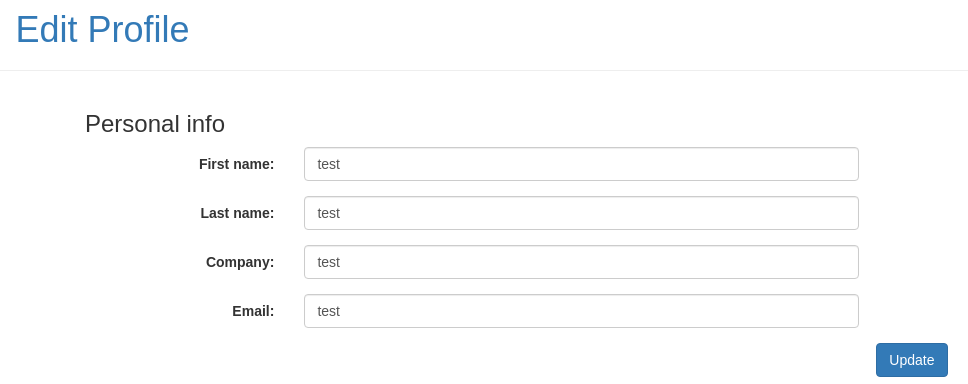 Edit Profile
Personal info
First name: test
Last name: test
Company: test
Email: test
Update